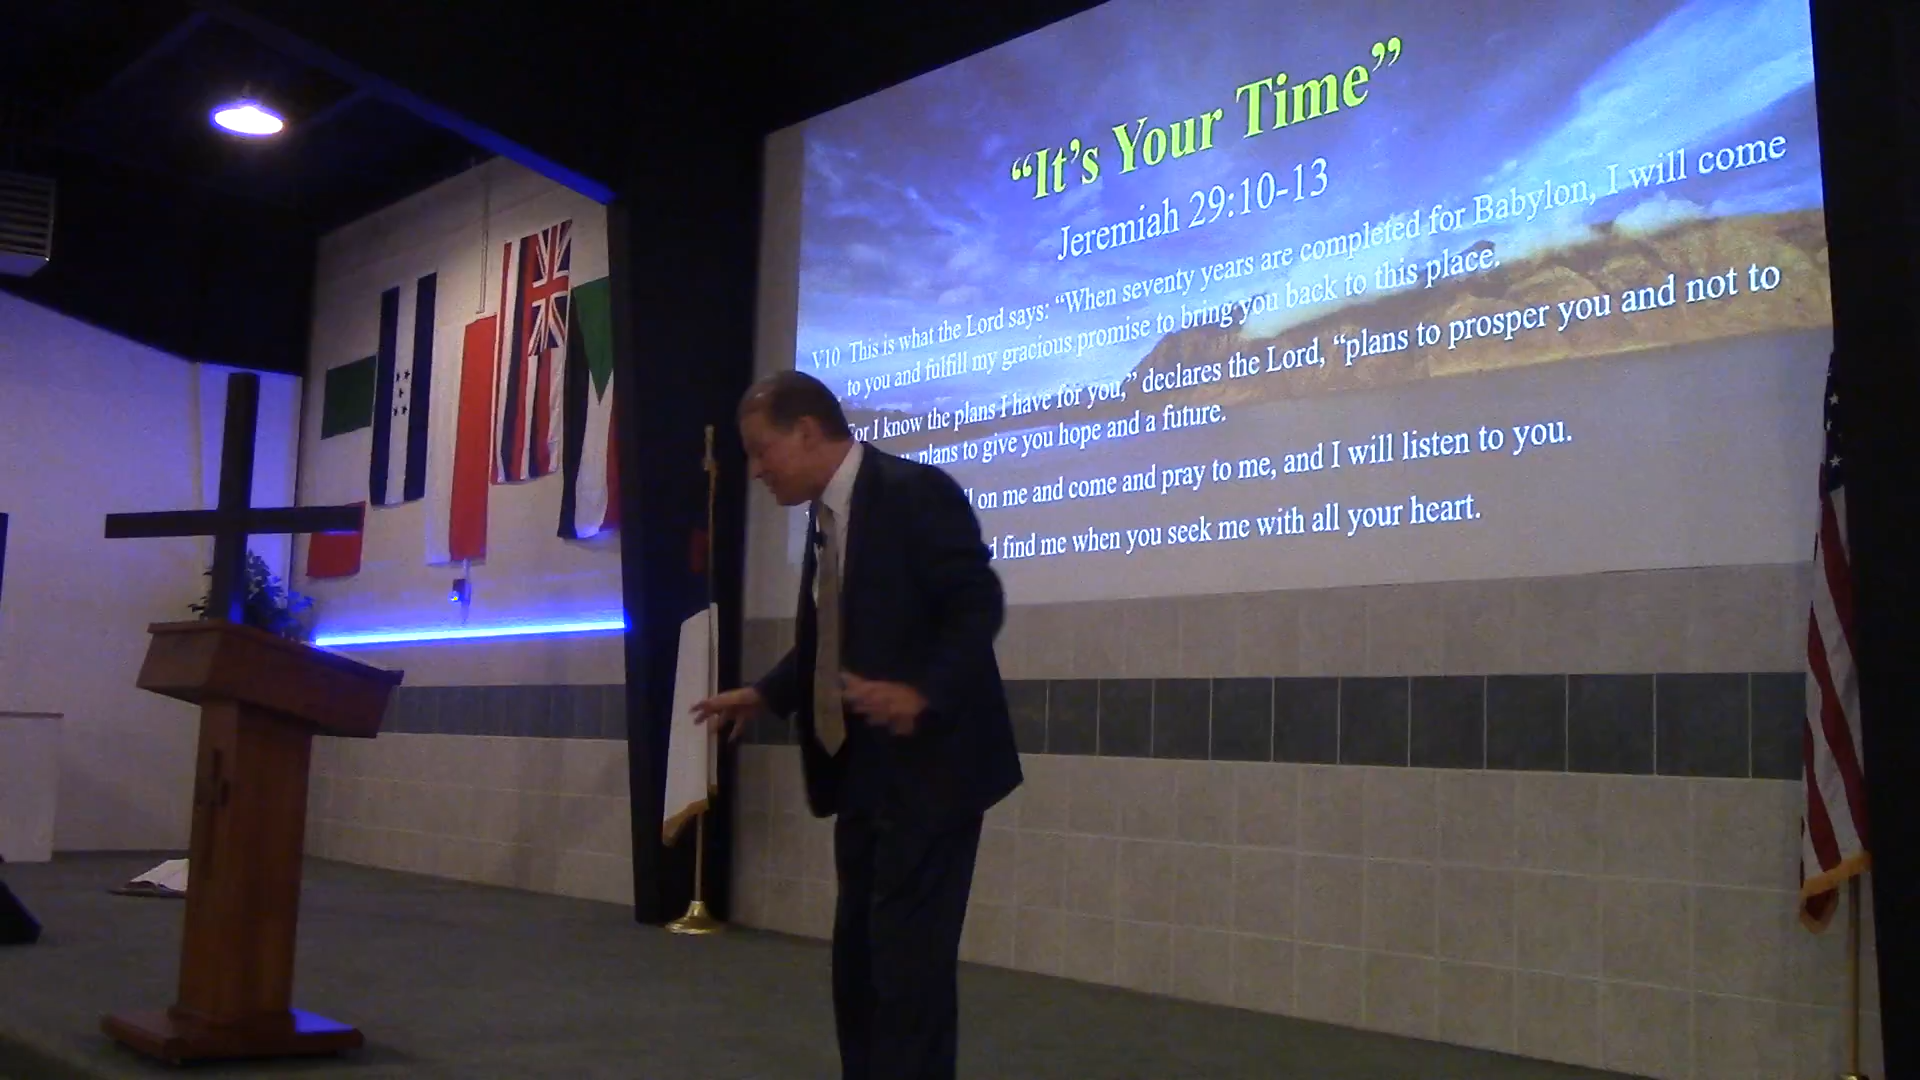 “It’s Your Time”
Jeremiah 29:10-13
V10 This is what the Lord says: “When seventy years are completed for Babylon, I will come
to you and fulfill my gracious promise to bring you back to this place.
For I know the plans I have for you,” declares the Lord, “plans to prosper you and not to
plans to give you hope and a future.
on me and come and pray to me, and I will listen to you.
find me when you seek me with all your heart.